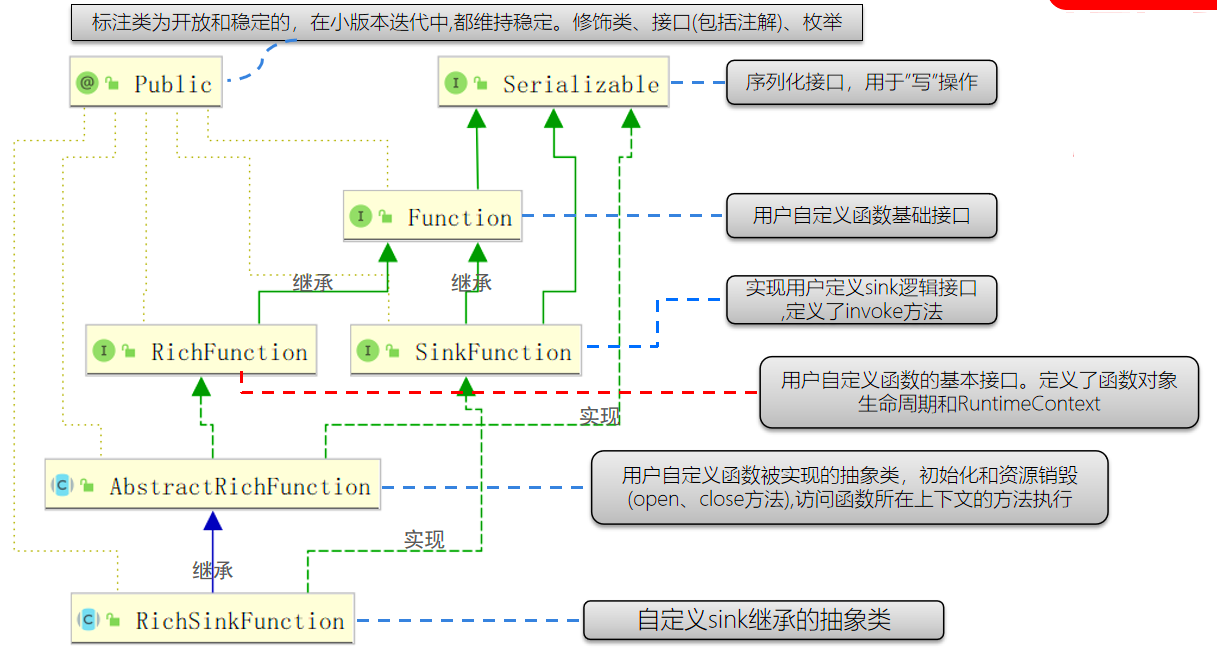 标注类为开放和稳定的，在小版本迭代中,都维持稳定。修饰类、接口(包括注解)、枚举
@ Public
I Serializable
序列化接口，用于”写”操作
I Function
用户自定义函数基础接口
继承
继承
实现用户定义sink逻辑接口
,定义了invoke方法
I RichFunction
I SinkFunction
用户自定义函数的基本接口。定义了函数对象
生命周期和RuntimeContext
实现
C AbstractRichFunction
用户自定义函数被实现的抽象类，初始化和资源销毁
(open、close方法),访问函数所在上下文的方法执行
实现
继承
C RichSinkFunction
自定义sink继承的抽象类